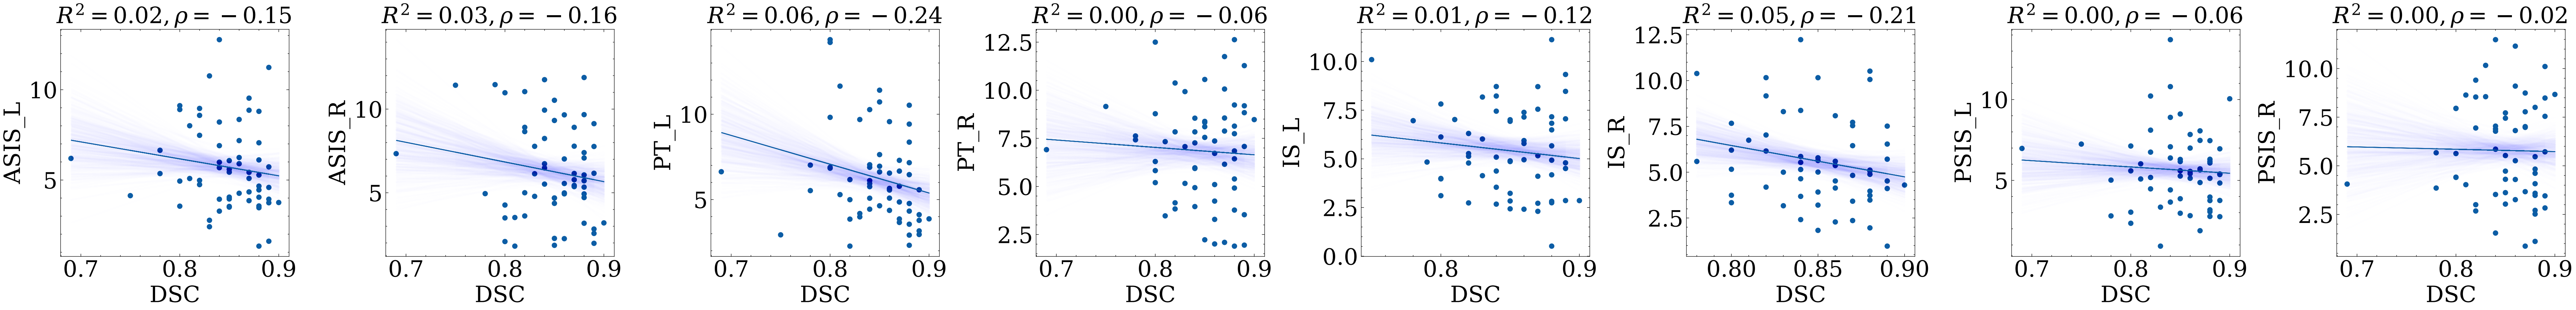 R² = 0.02, ρ = −0.15
ASIS_L
10
5
0.7 0.8 0.9
DSC
R² = 0.03, ρ = −0.16
ASIS_R
10
5
0.7 0.8 0.9
DSC
R² = 0.06, ρ = −0.24
PT_L
10
5
0.7 0.8 0.9
DSC
R² = 0.00, ρ = −0.06
PT_R
12.5
10.0
7.5
5.0
2.5
0.7 0.8 0.9
DSC
R² = 0.01, ρ = −0.12
IS_L
10.0
7.5
5.0
2.5
0.0
0.8 0.9
DSC
R² = 0.05, ρ = −0.21
IS_R
12.5
10.0
7.5
5.0
2.5
0.80 0.85 0.90
DSC
R² = 0.00, ρ = −0.06
PSIS_L
10
5
0.7 0.8 0.9
DSC
R² = 0.00, ρ = −0.02
PSIS_R
10.0
7.5
5.0
2.5
0.7 0.8 0.9
DSC